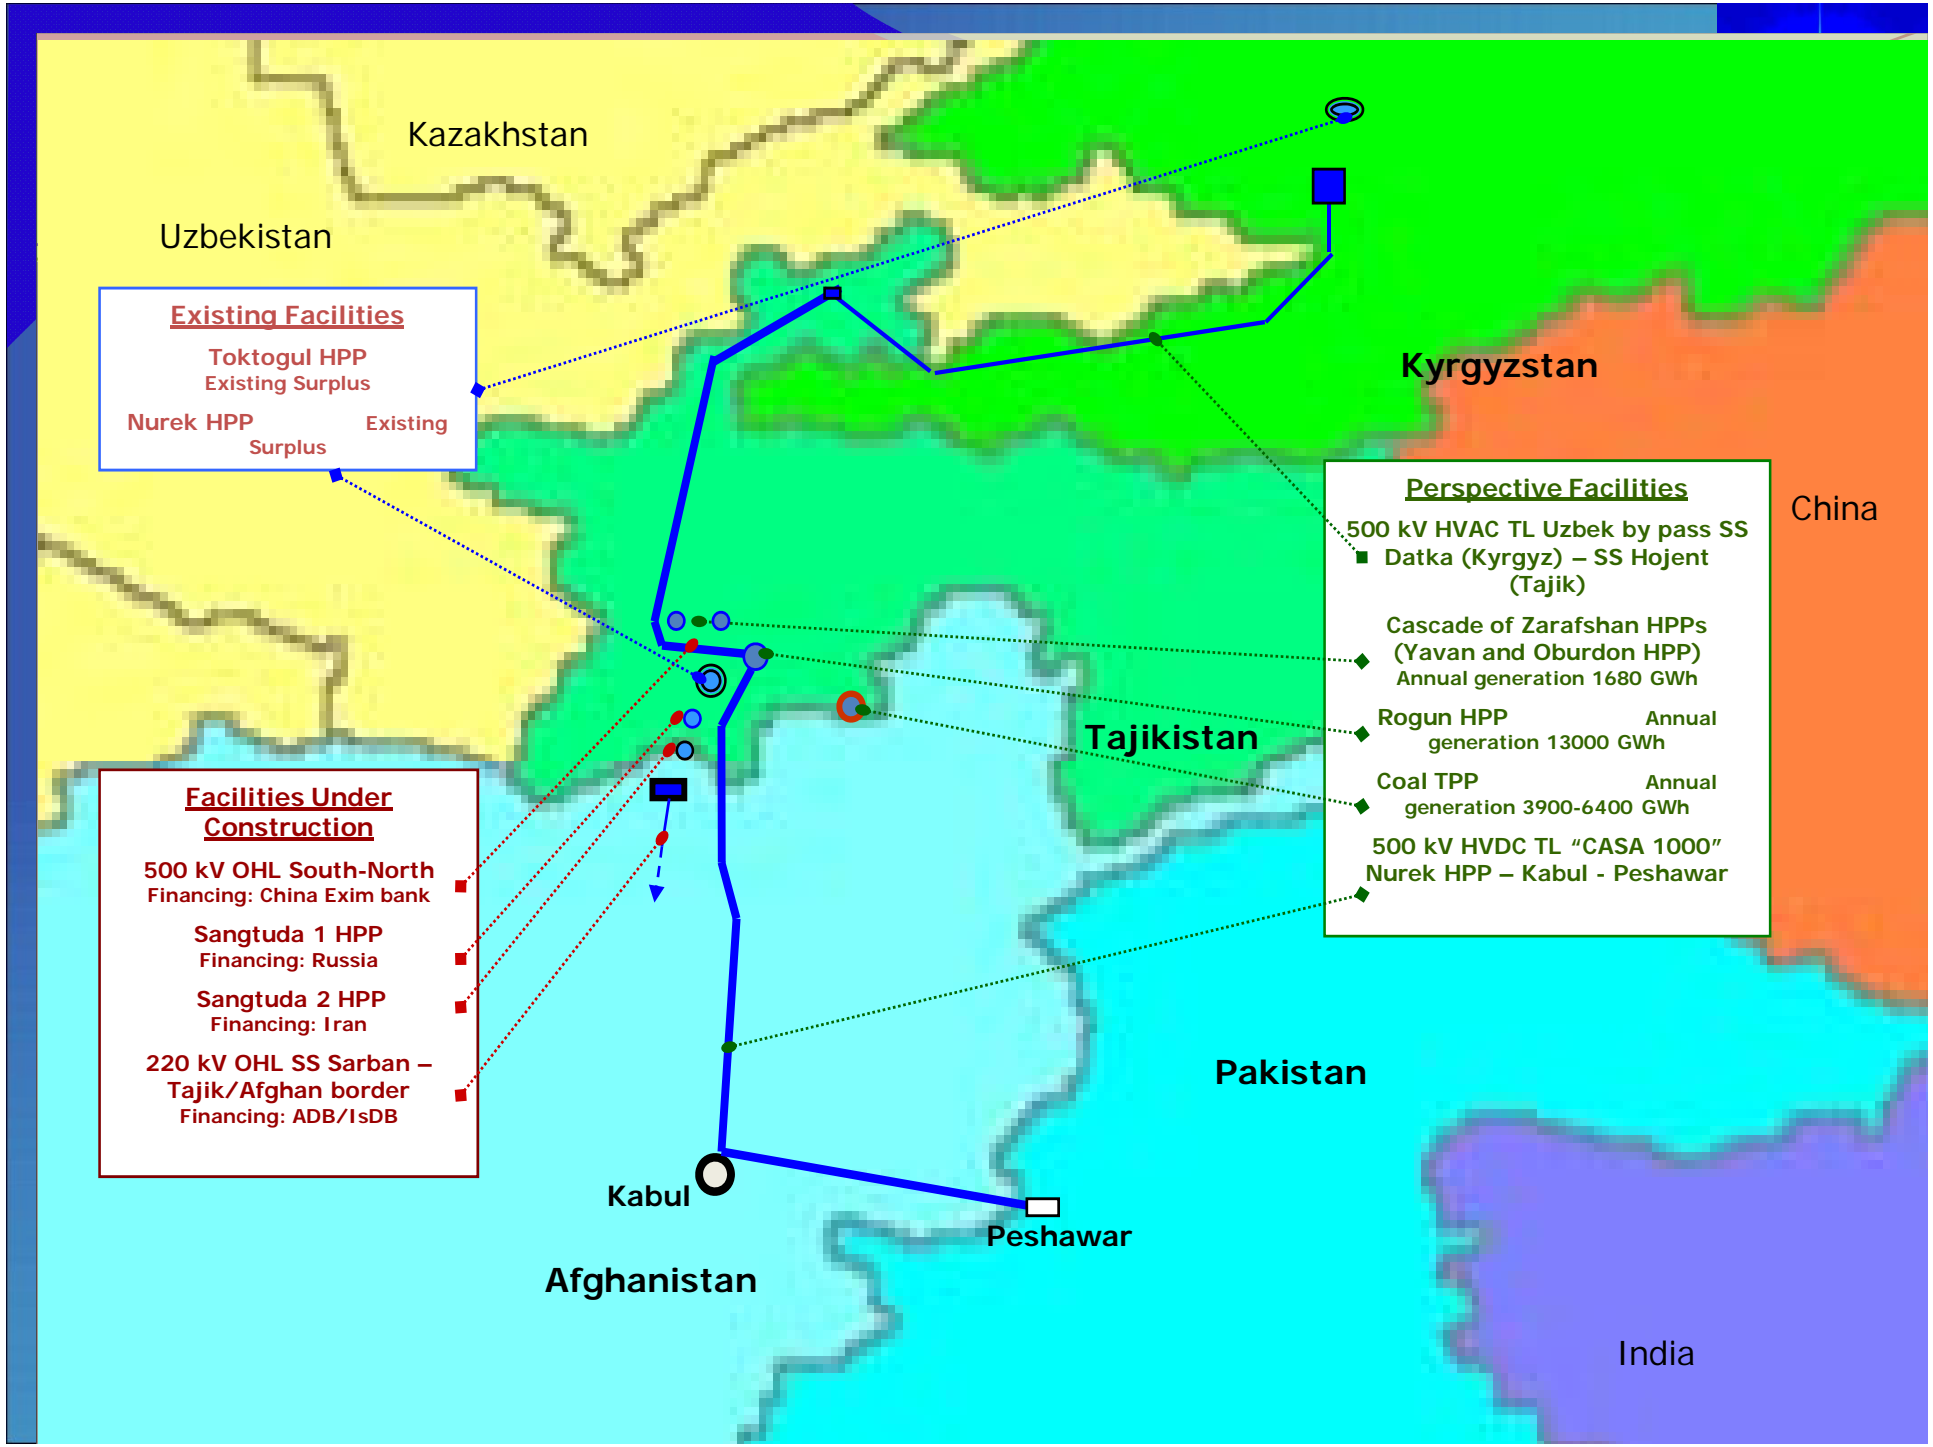 Kazakhstan
Uzbekistan
Existing Facilities
Toktogul HPP
Existing Surplus
Nurek HPP Existing
Surplus
Kyrgyzstan
Perspective Facilities
500 kV HVAC TL Uzbek by pass SS
Datka (Kyrgyz) – SS Hojent
(Tajik)
Cascade of Zarafshan HPPs
(Yavan and Oburdon HPP)
Annual generation 1680 GWh
Rogun HPP Annual
generation 13000 GWh
Coal TPP Annual
generation 3900-6400 GWh
500 kV HVDC TL “CASA 1000”
Nurek HPP – Kabul - Peshawar
China
Tajikistan
Facilities Under
Construction
500 kV OHL South-North
Financing: China Exim bank
Sangtuda 1 HPP
Financing: Russia
Sangtuda 2 HPP
Financing: Iran
220 kV OHL SS Sarban –
Tajik/Afghan border
Financing: ADB/IsDB
Pakistan
Kabul
Peshawar
Afghanistan
India